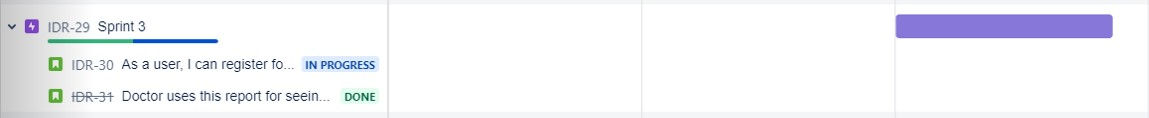 IDR-29 Sprint 3
IDR-30 As a user, I can register fo... IN PROGRESS
IDR-31 Doctor uses this report for seein... DONE